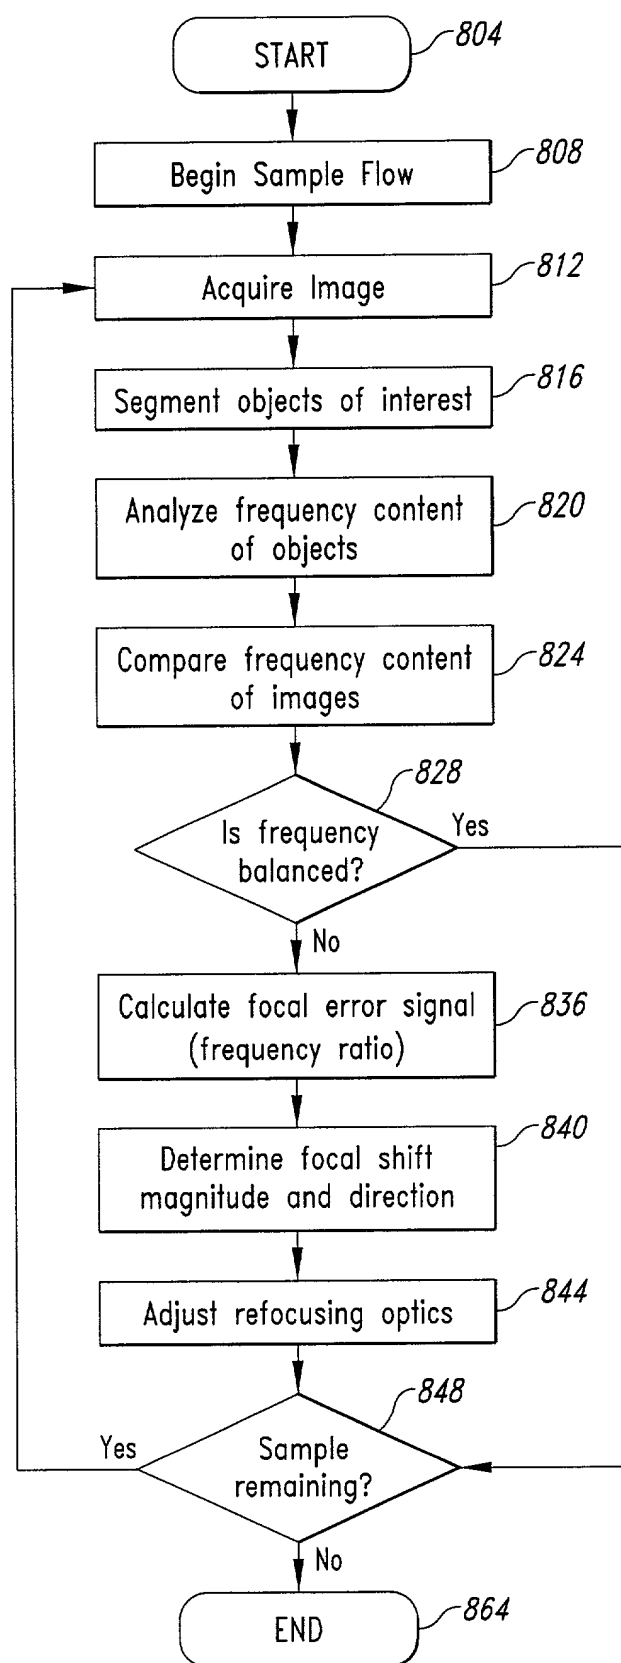 START
804
Begin Sample Flow
808
Acquire Image
812
Segment objects of interest
816
Analyze frequency content
of objects
820
Compare frequency content
of images
824
Is frequency
balanced?
828
Yes
No
Calculate focal error signal
(frequency ratio)
836
Determine focal shift
magnitude and direction
840
Adjust refocusing optics
844
Sample
remaining?
848
Yes
No
END
864